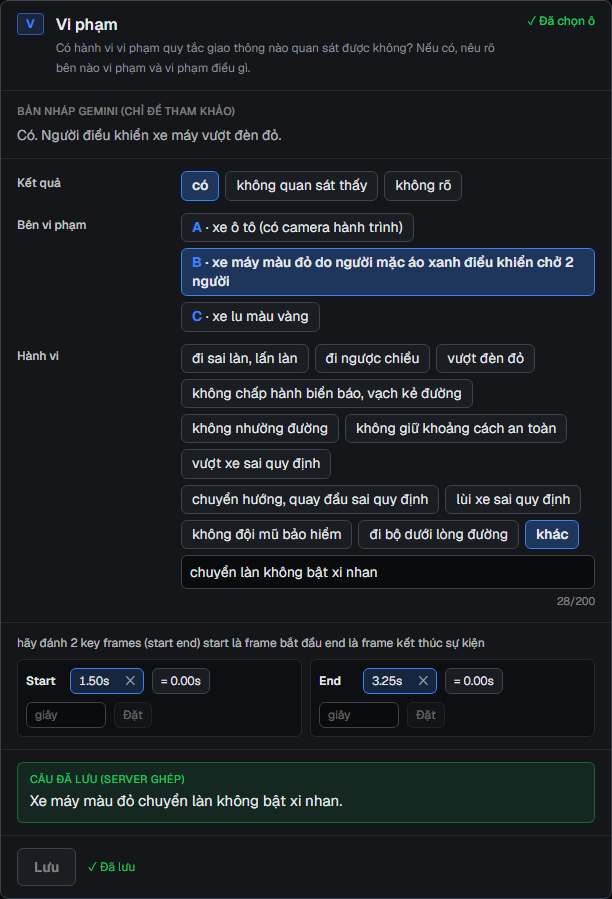 V Vi phạm ✓ Đã chọn ô
Có hành vi vi phạm quy tắc giao thông nào quan sát được không? Nếu có, nêu rõ
bên nào vi phạm và vi phạm điều gì.
BẢN NHÁP GEMINI (CHỈ ĐỂ THAM KHẢO)
Có. Người điều khiển xe máy vượt đèn đỏ.
Kết quả
có không quan sát thấy không rõ
Bên vi phạm
A · xe ô tô (có camera hành trình)
B · xe máy màu đỏ do người mặc áo xanh điều khiển chở 2
người
C · xe lu màu vàng
Hành vi
đi sai làn, lấn làn đi ngược chiều vượt đèn đỏ
không chấp hành biển báo, vạch kẻ đường
không nhường đường không giữ khoảng cách an toàn
vượt xe sai quy định
chuyển hướng, quay đầu sai quy định lùi xe sai quy định
không đội mũ bảo hiểm đi bộ dưới lòng đường khác
chuyển làn không bật xi nhan
28/200
hãy đánh 2 key frames (start end) start là frame bắt đầu end là frame kết thúc sự kiện
Start 1.50s ✕ = 0.00s
giây Đặt
End 3.25s ✕ = 0.00s
giây Đặt
CÂU ĐÃ LƯU (SERVER GHÉP)
Xe máy màu đỏ chuyển làn không bật xi nhan.
Lưu ✓ Đã lưu